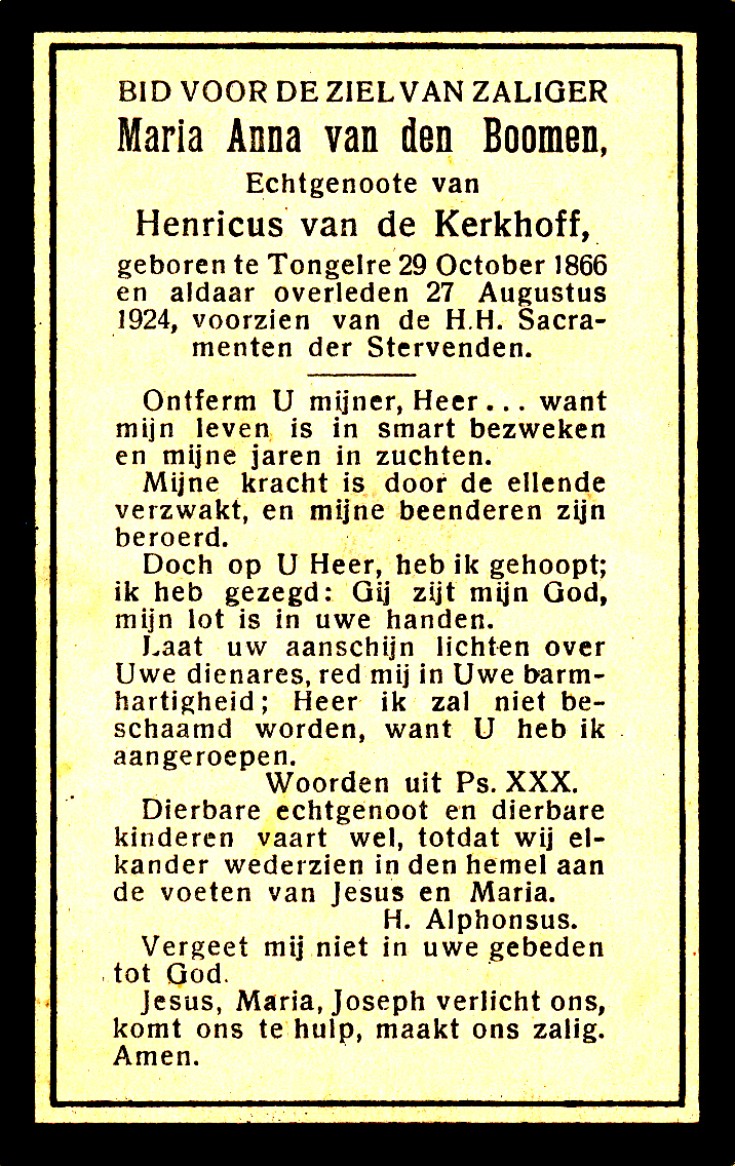 BID VOOR DE ZIEL VAN ZALIGER
Maria Anna van den Boomen,
Echtgenoote van
Henricus van de Kerkhoff,
geboren te Tongelre 29 October 1866
en aldaar overleden 27 Augustus
1924, voorzien van de H.H. Sacra-
menten der Stervenden.
Ontferm U mijner, Heer... want
mijn leven is in smart bezweken
en mijne jaren in zuchten.
Mijne kracht is door de ellende
verzwakt, en mijne beenderen zijn
beroerd.
Doch op U Heer, heb ik gehoopt;
ik heb gezegd: Gij zijt mijn God,
mijn lot is in uwe handen.
Laat uw aanschijn lichten over
Uwe dienares, red mij in Uwe barm-
hartigheid; Heer ik zal niet be-
schaamd worden, want U heb ik
aangeroepen.
Woorden uit Ps. XXX.
Dierbare echtgenoot en dierbare
kinderen vaart wel, totdat wij el-
kander wederzien in den hemel aan
de voeten van Jesus en Maria.
H. Alphonsus.
Vergeet mij niet in uwe gebeden
tot God.
Jesus, Maria, Joseph verlicht ons,
komt ons te hulp, maakt ons zalig.
Amen.